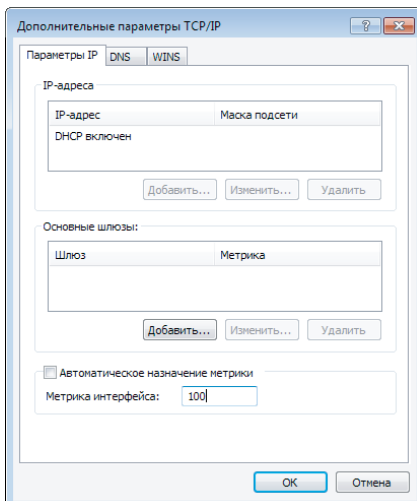 Дополнительные параметры TCP/IP
Параметры IP DNS WINS
IP-адреса
IP-адрес Маска подсети
DHCP включен
Добавить... Изменить... Удалить
Основные шлюзы:
Шлюз Метрика
Добавить... Изменить... Удалить
Автоматическое назначение метрики
Метрика интерфейса: 100
ОК Отмена